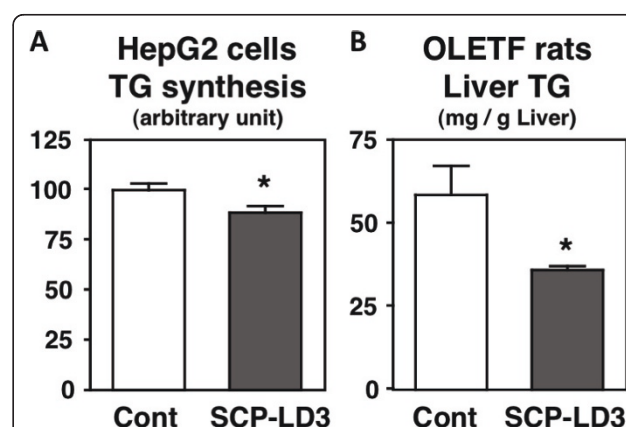 A
HepG2 cells
TG synthesis
(arbitrary unit)
125
100
75
50
25
0
*
Cont SCP-LD3
B
OLETF rats
Liver TG
(mg / g Liver)
75
50
25
0
*
Cont SCP-LD3